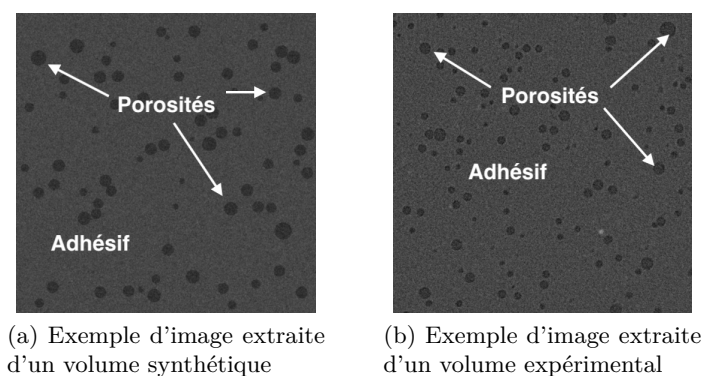 Porosités
Adhésif
Porosités
Adhésif
(a) Exemple d'image extraite
d'un volume synthétique
(b) Exemple d'image extraite
d'un volume expérimental